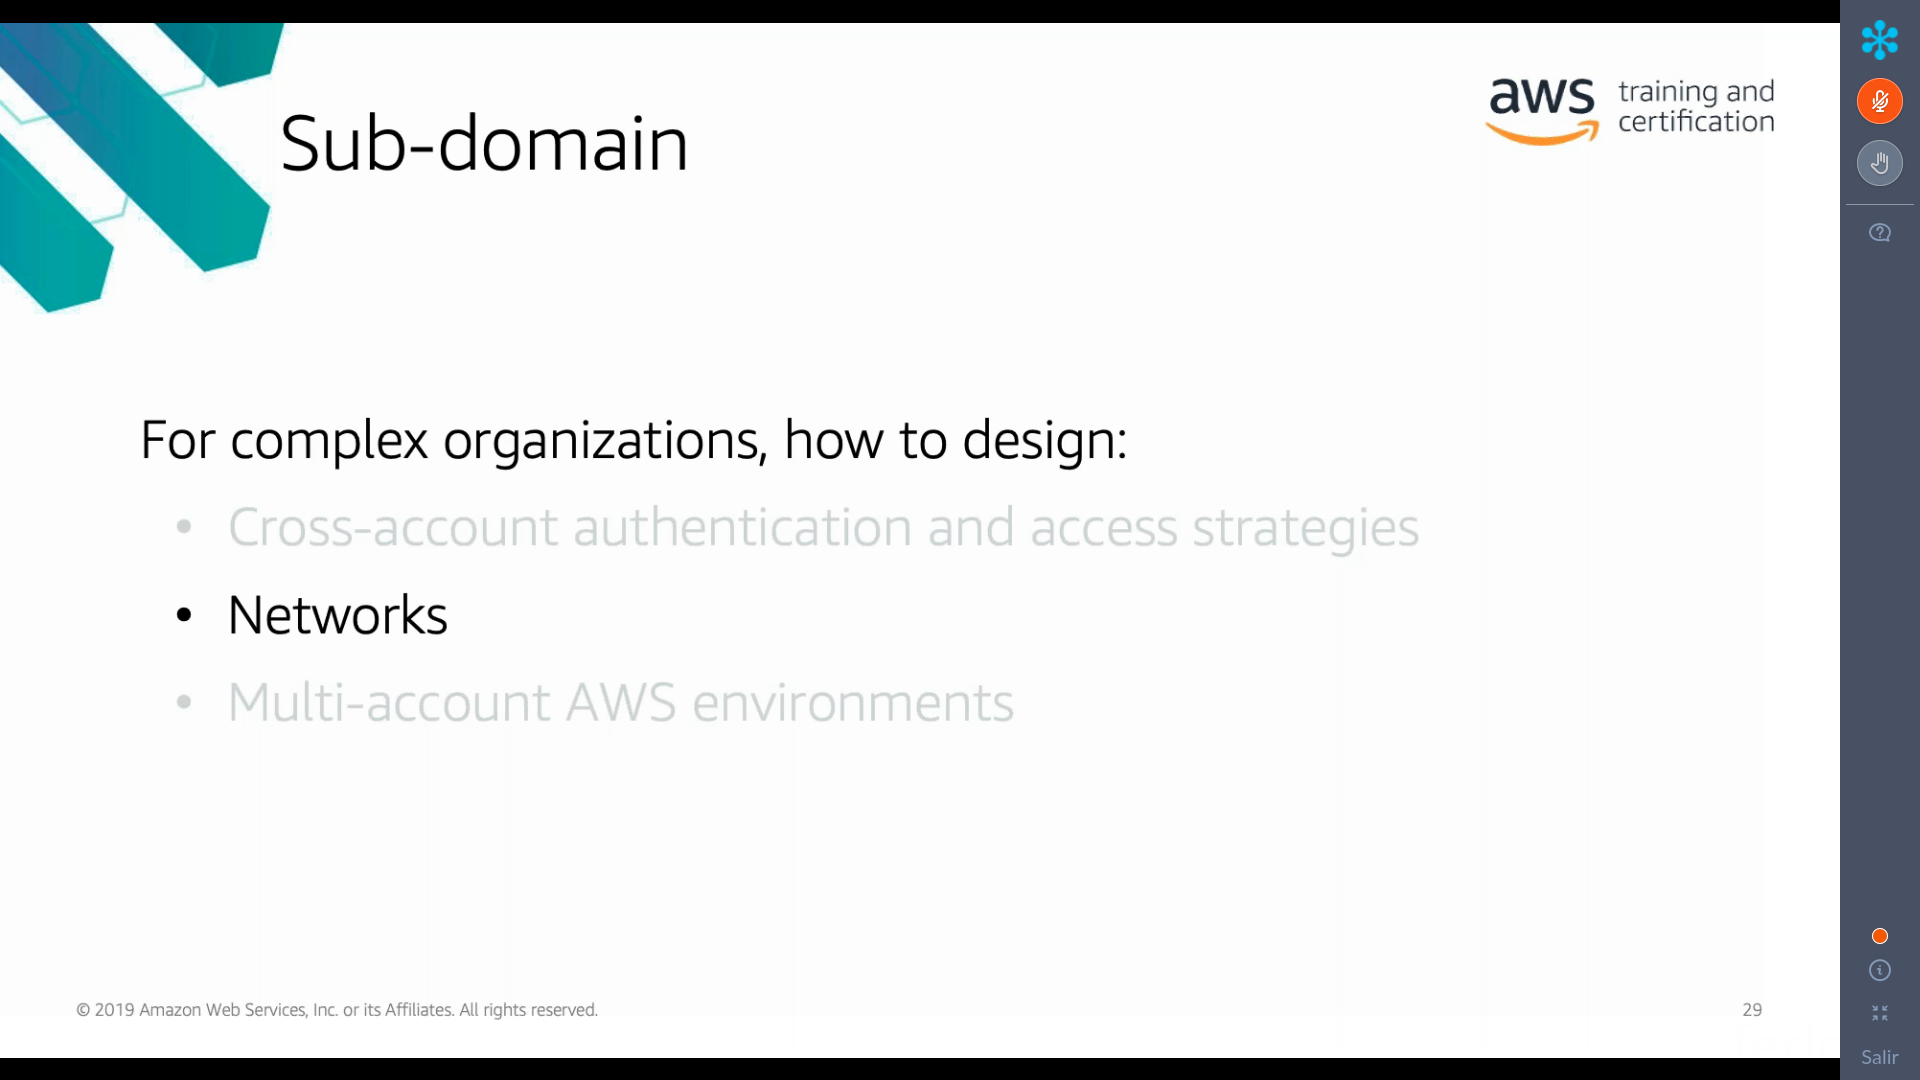 Sub-domain
aws training and
certification
For complex organizations, how to design:
• Cross-account authentication and access strategies
• Networks
• Multi-account AWS environments
© 2019 Amazon Web Services, Inc. or its Affiliates. All rights reserved.
29
Salir